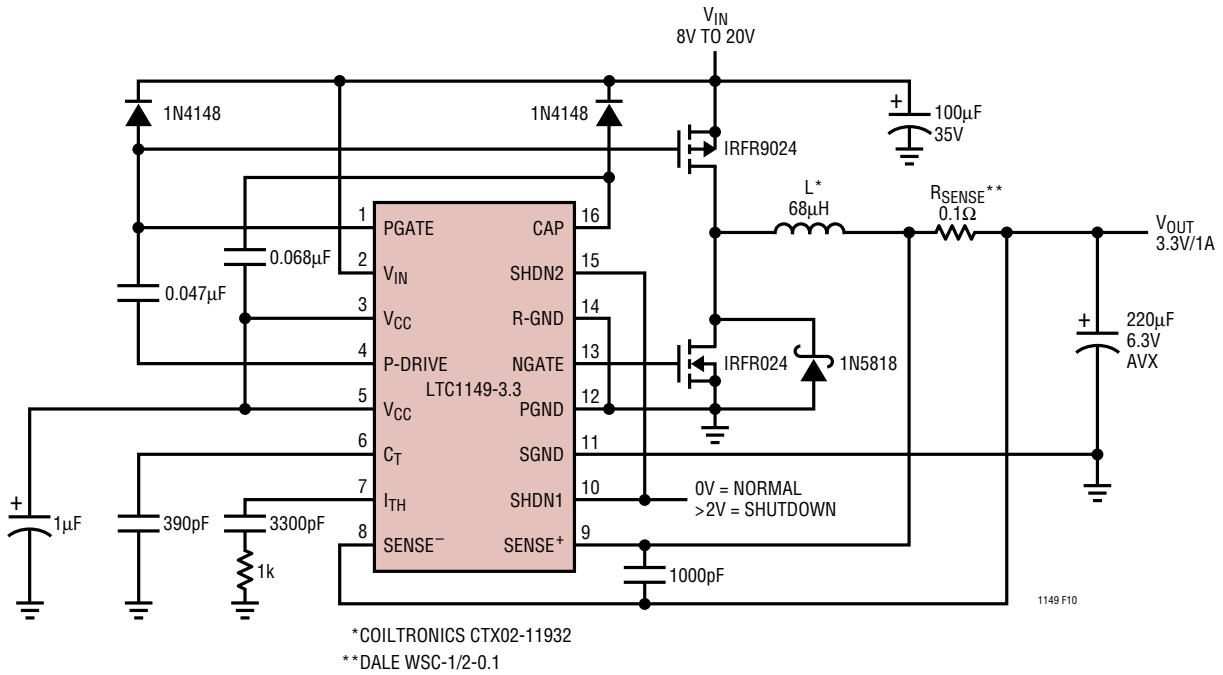 V_IN
8V TO 20V
1N4148
1N4148
+
100µF
35V
IRFR9024
L*
68µH
R_SENSE**
0.1Ω
V_OUT
3.3V/1A
1
PGATE
CAP
16
0.068µF
2
V_IN
SHDN2
15
0.047µF
3
V_CC
R-GND
14
+
220µF
6.3V
AVX
4
P-DRIVE
NGATE
13
IRFR024
1N5818
LTC1149-3.3
5
V_CC
PGND
12
6
C_T
SGND
11
7
I_TH
SHDN1
10
0V = NORMAL
>2V = SHUTDOWN
+
1µF
390pF
3300pF
8
SENSE⁻
SENSE⁺
9
1k
1000pF
1149 F10
*COILTRONICS CTX02-11932
**DALE WSC-1/2-0.1